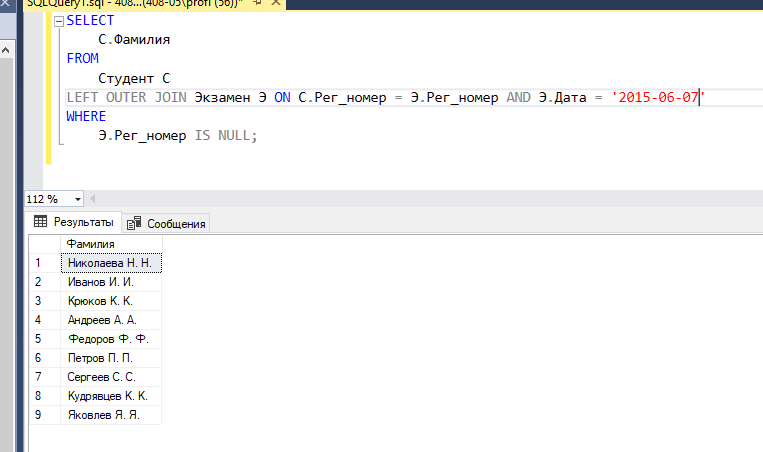 SQLQuery1.sql - 408...(408-05\profi (56))*
SELECT
С.Фамилия
FROM
Студент С
LEFT OUTER JOIN Экзамен Э ON С.Рег_номер = Э.Рег_номер AND Э.Дата = '2015-06-07'
WHERE
Э.Рег_номер IS NULL;
112 %
Результаты Сообщения
Фамилия
1 Николаева Н. Н.
2 Иванов И. И.
3 Крюков К. К.
4 Андреев А. А.
5 Федоров Ф. Ф.
6 Петров П. П.
7 Сергеев С. С.
8 Кудрявцев К. К.
9 Яковлев Я. Я.